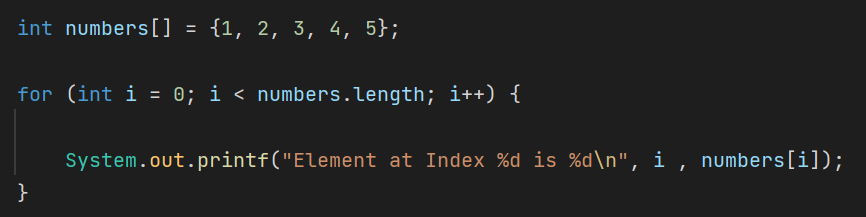 int numbers[] = {1, 2, 3, 4, 5};
for (int i = 0; i < numbers.length; i++) {
System.out.printf("Element at Index %d is %d\n", i , numbers[i]);
}